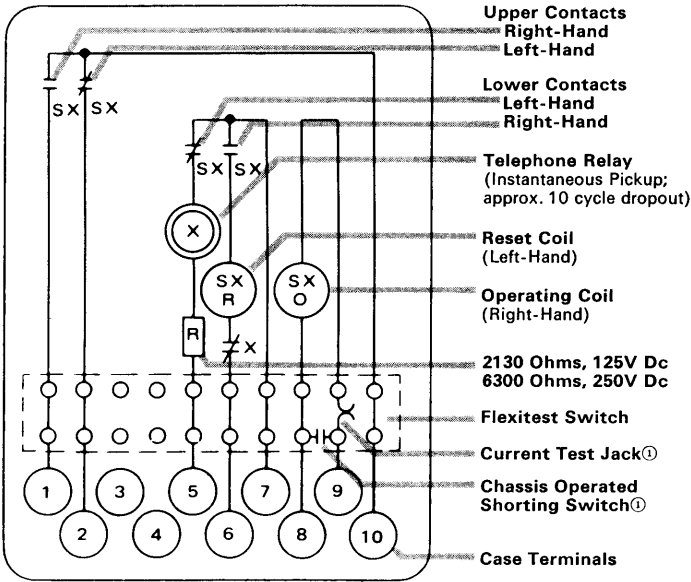 Upper Contacts
Right-Hand
Left-Hand
SX SX
Lower Contacts
Left-Hand
Right-Hand
SX SX
Telephone Relay
(Instantaneous Pickup;
approx. 10 cycle dropout)
X
Reset Coil
(Left-Hand)
SX
R
SX
O
Operating Coil
(Right-Hand)
R
X
2130 Ohms, 125V Dc
6300 Ohms, 250V Dc
Flexitest Switch
Current Test Jack①
Chassis Operated
Shorting Switch①
1 3 5 7 9
2 4 6 8 10
Case Terminals